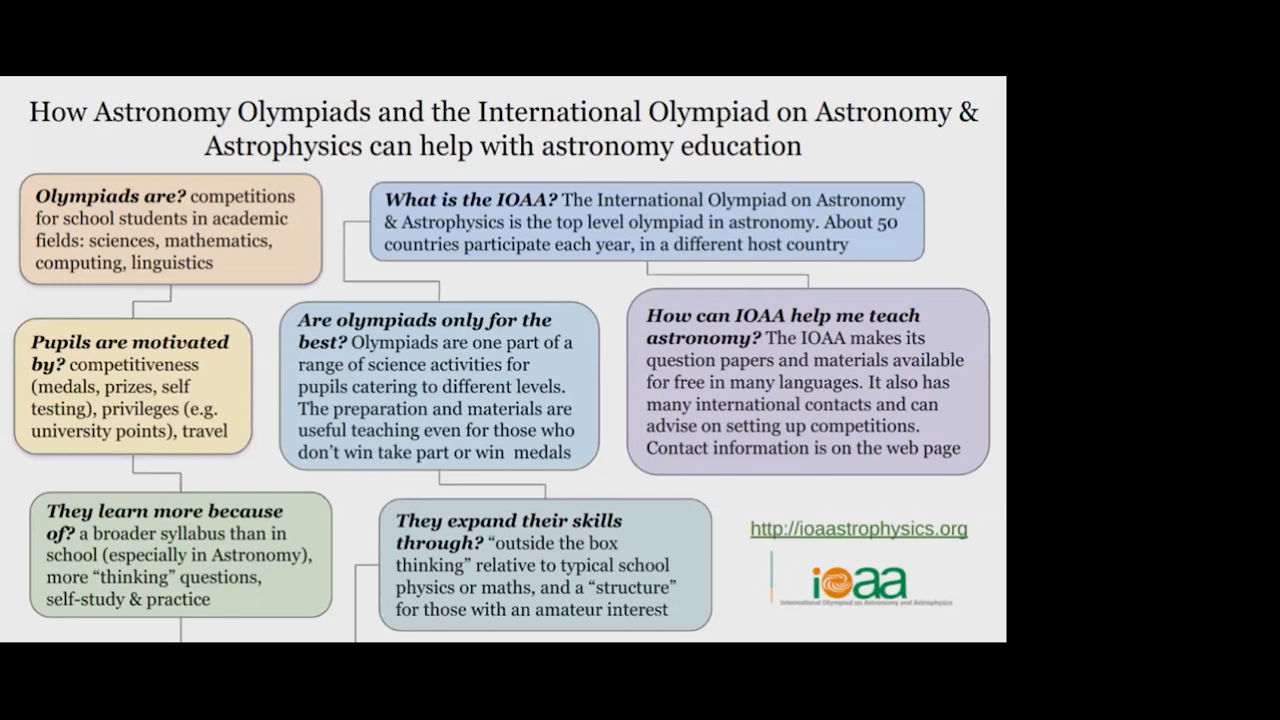 How Astronomy Olympiads and the International Olympiad on Astronomy &
Astrophysics can help with astronomy education
Olympiads are? competitions
for school students in academic
fields: sciences, mathematics,
computing, linguistics
What is the IOAA? The International Olympiad on Astronomy
& Astrophysics is the top level olympiad in astronomy. About 50
countries participate each year, in a different host country
Pupils are motivated
by? competitiveness
(medals, prizes, self
testing), privileges (e.g.
university points), travel
Are olympiads only for the
best? Olympiads are one part of a
range of science activities for
pupils catering to different levels.
The preparation and materials are
useful teaching even for those who
don't win take part or win medals
How can IOAA help me teach
astronomy? The IOAA makes its
question papers and materials available
for free in many languages. It also has
many international contacts and can
advise on setting up competitions.
Contact information is on the web page
They learn more because
of? a broader syllabus than in
school (especially in Astronomy),
more “thinking” questions,
self-study & practice
They expand their skills
through? “outside the box
thinking” relative to typical school
physics or maths, and a “structure”
for those with an amateur interest
http://ioaastrophysics.org
ioaa
International Olympiad on Astronomy and Astrophysics